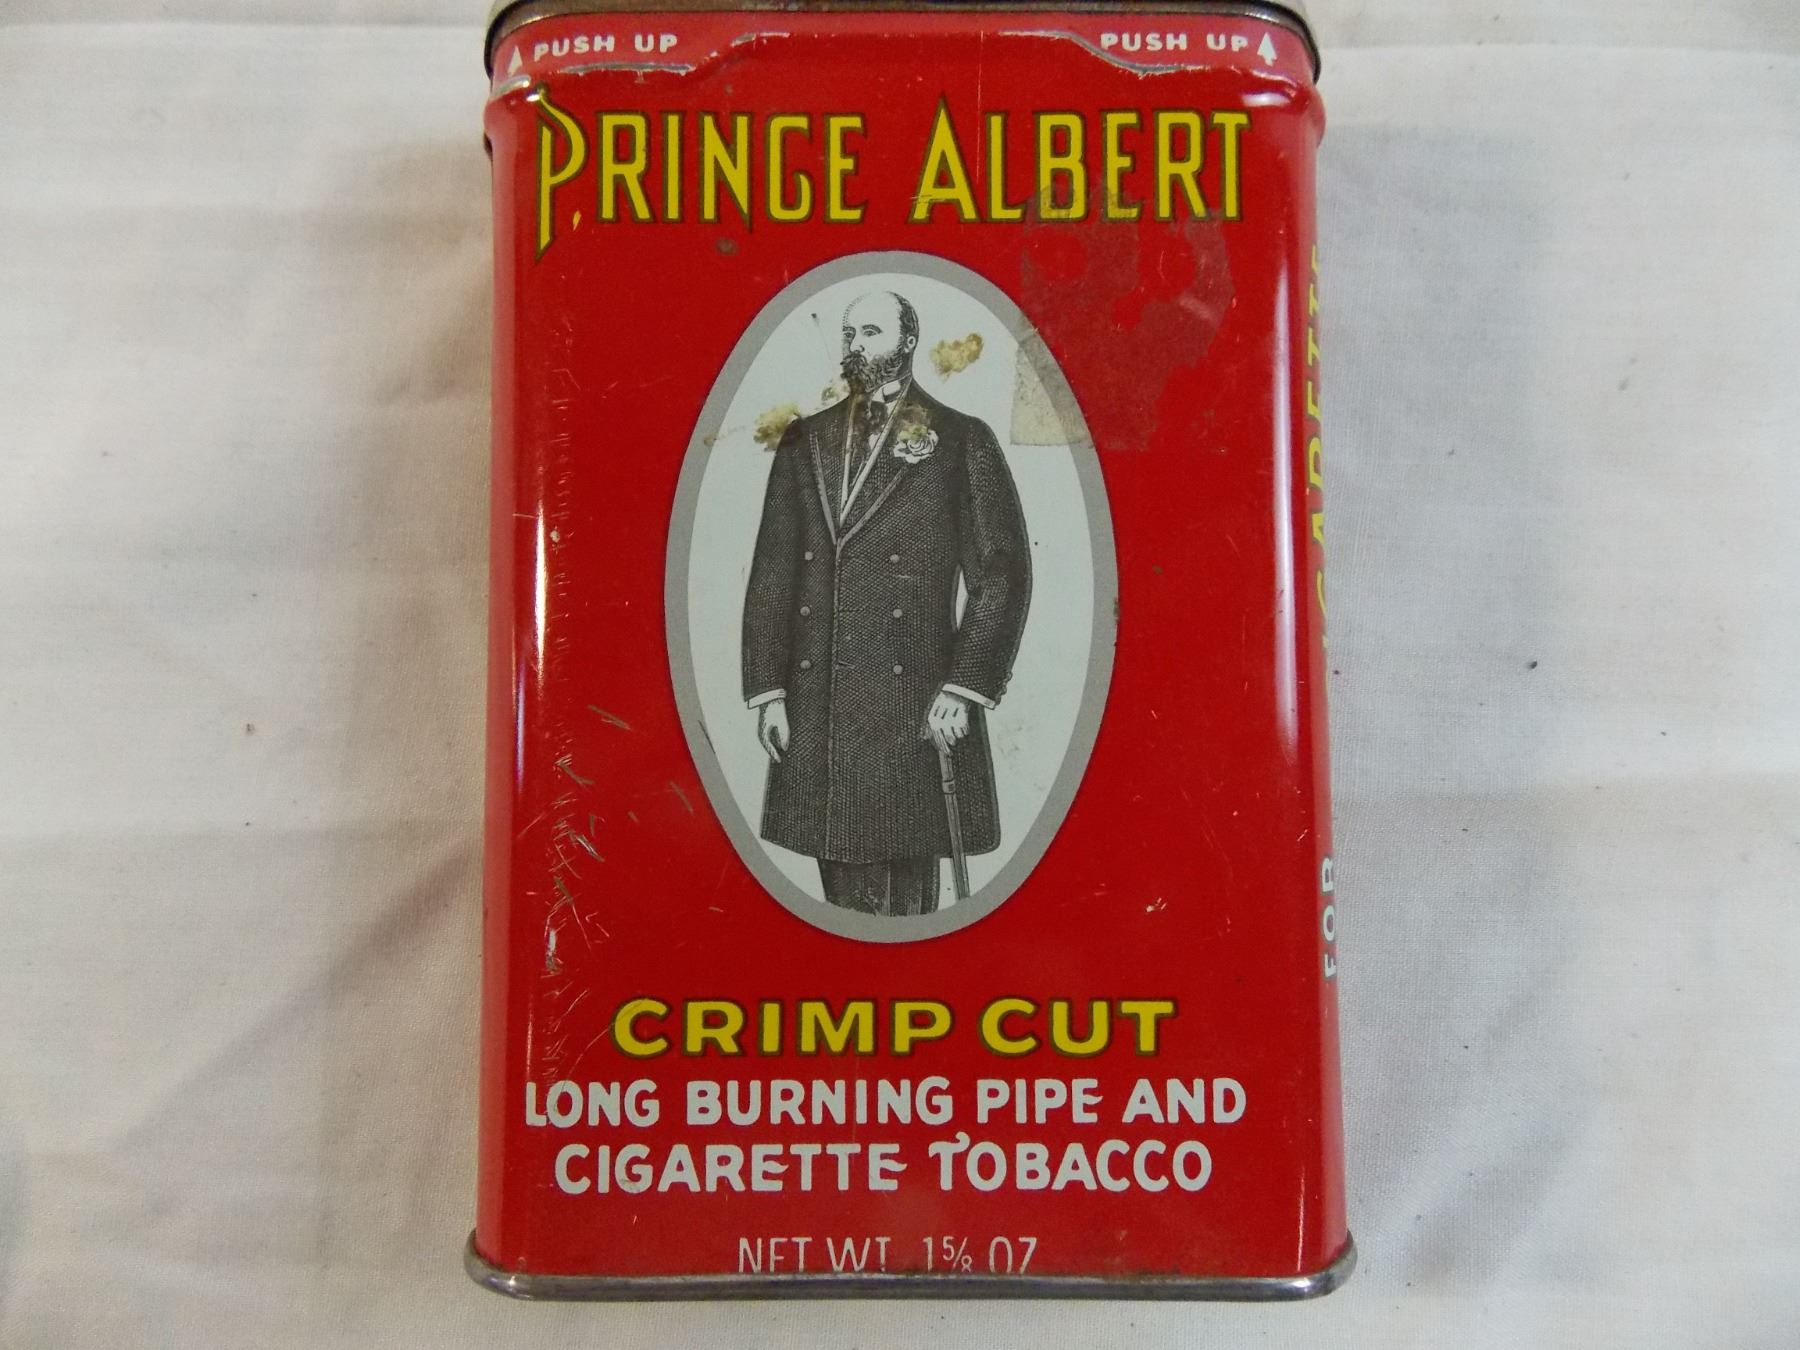 PUSH UP PUSH UP
PRINCE ALBERT
CRIMP CUT
LONG BURNING PIPE AND
CIGARETTE TOBACCO
NET WT. 1⅝ OZ
FOR CIGARETTE